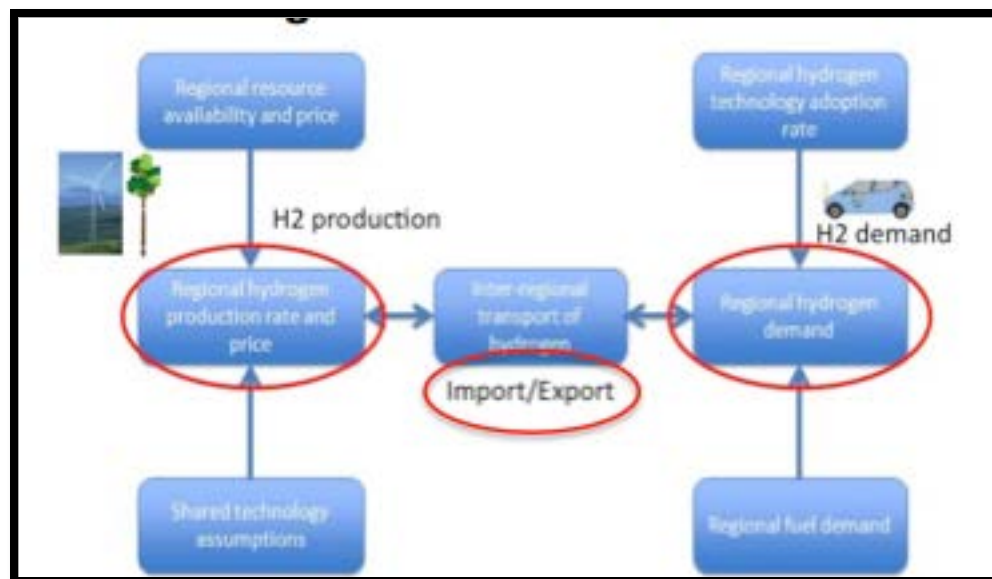 Regional resource
availability and price
Regional hydrogen
technology adoption
rate
H2 production
H2 demand
Regional hydrogen
production rate and
price
Inter-regional
transport of
hydrogen
Regional hydrogen
demand
Import/Export
Shared technology
assumptions
Regional fuel demand